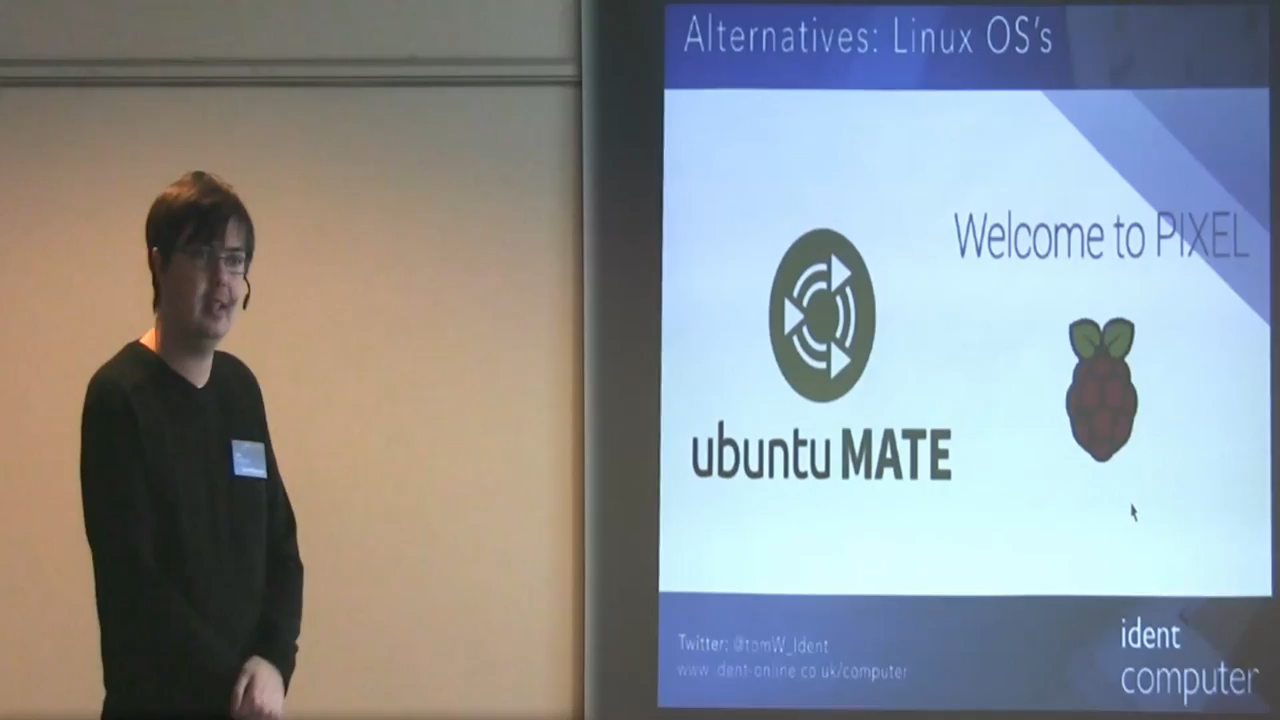 Alternatives: Linux OS's
Welcome to PIXEL
ubuntu MATE
Twitter: @tomW_Ident
www.ident-online.co.uk/computer
ident
computer